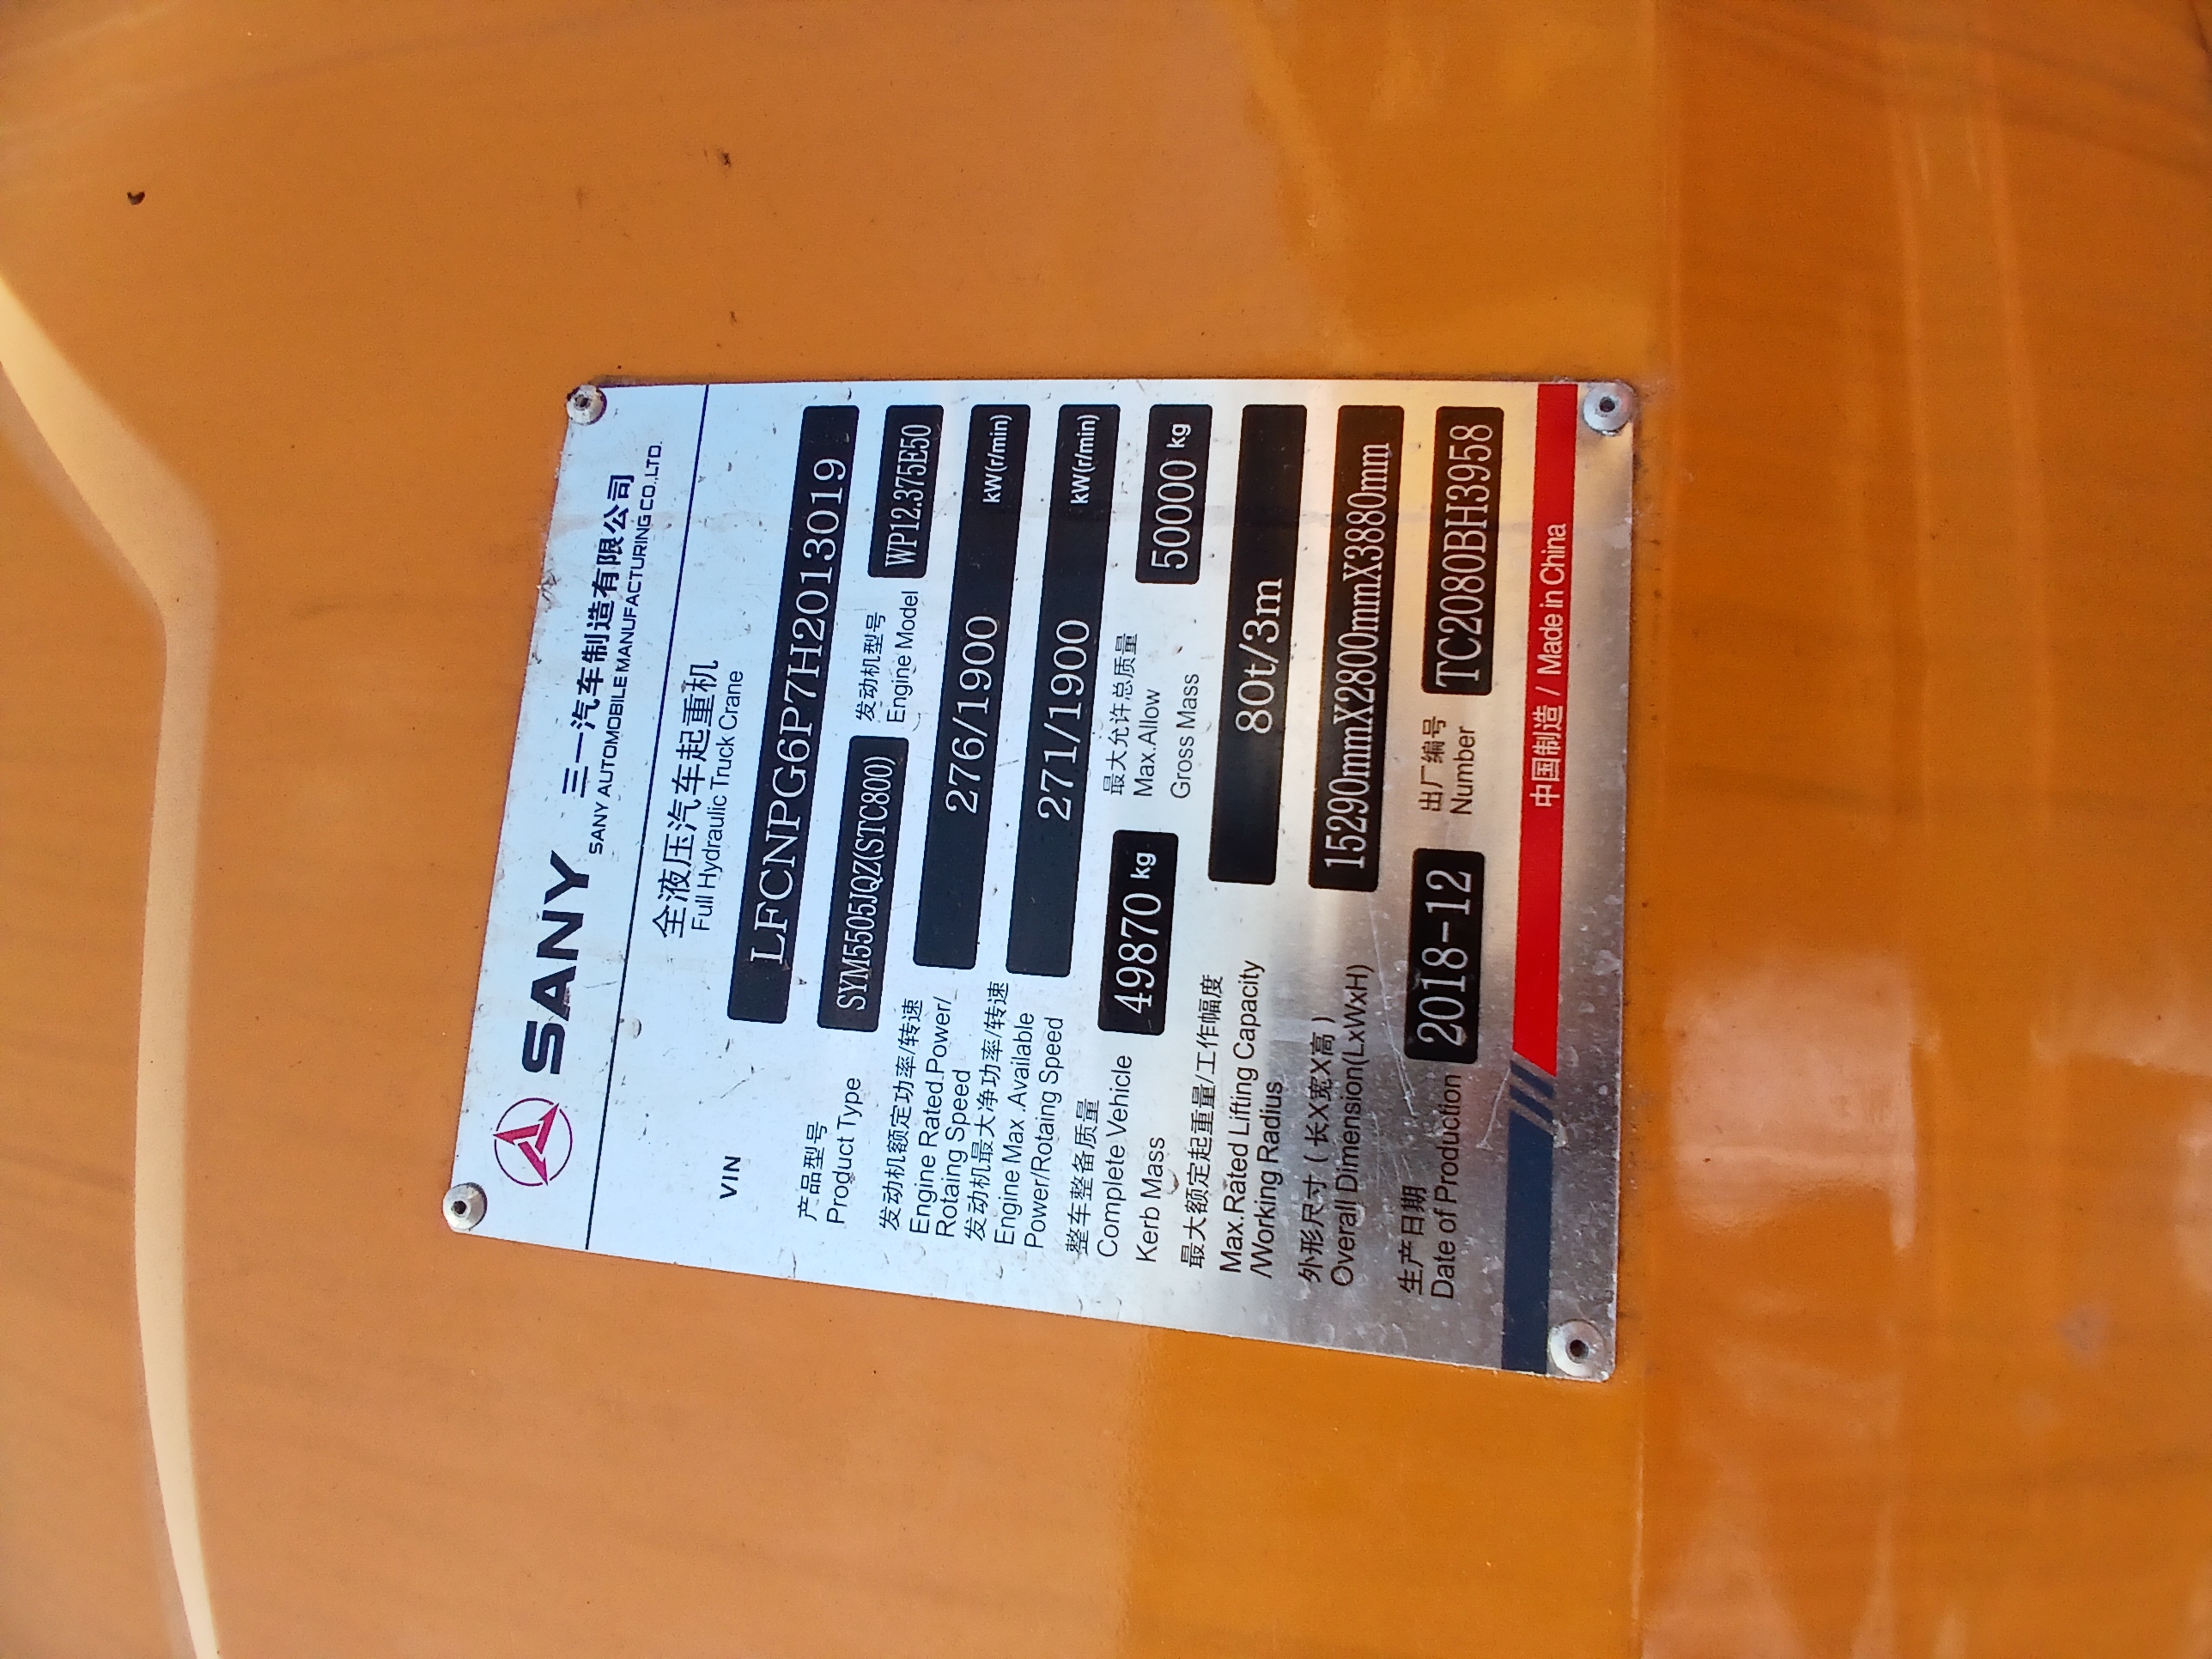 SANY 三一汽车制造有限公司
SANY AUTOMOBILE MANUFACTURING CO.,LTD.
全液压汽车起重机
Full Hydraulic Truck Crane
VIN LFCNPG6P7H2013019
产品型号
Product Type SYM5505JQZ(STC800)
发动机型号
Engine Model WP12.375E50
发动机额定功率/转速
Engine Rated.Power/
Rotaing Speed
276/1900 kW(r/min)
发动机最大净功率/转速
Engine Max .Available
Power/Rotaing Speed
271/1900 kW(r/min)
整车整备质量
Complete Vehicle
Kerb Mass
49870 kg
最大允许总质量
Max.Allow
Gross Mass
50000 kg
最大额定起重量/工作幅度
Max.Rated Lifting Capacity
/Working Radius
80t/3m
外形尺寸(长X宽X高)
Overall Dimension(LxWxH)
15290mmX2800mmX3880mm
生产日期
Date of Production
2018-12
出厂编号
Number
TC2080BH3958
中国制造 / Made in China